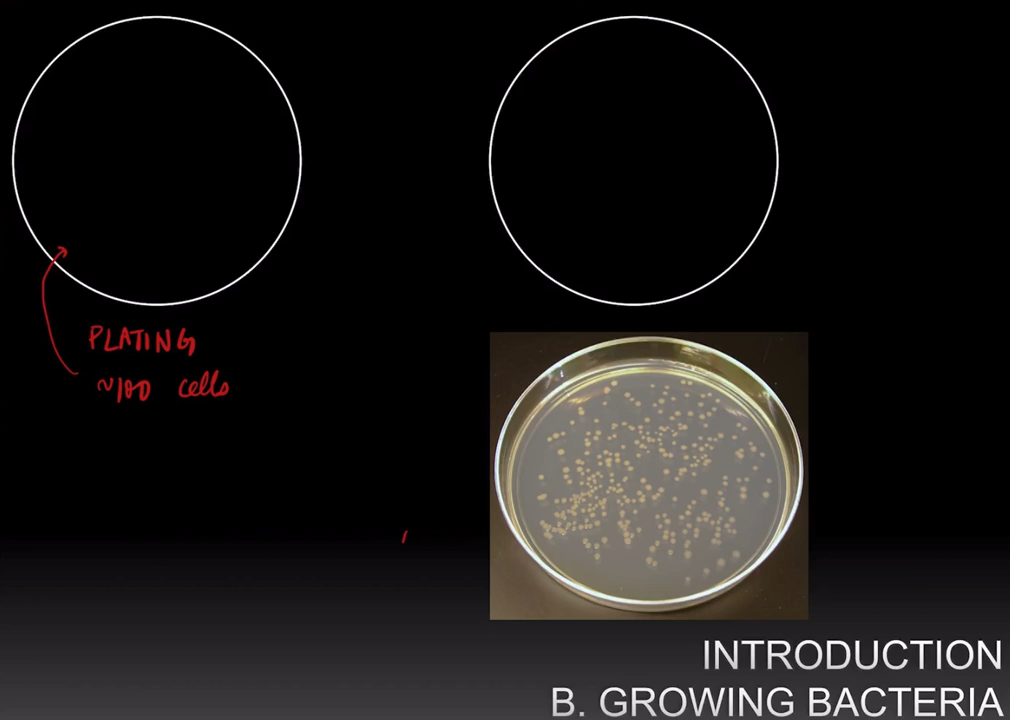 PLATING
~100 cells
INTRODUCTION
B. GROWING BACTERIA